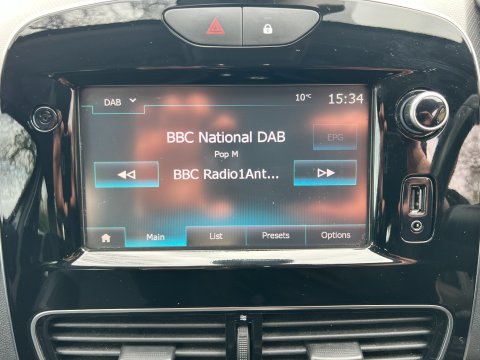 DAB 10°C 15:34
BBC National DAB
Pop M
EPG
BBC Radio1Ant...
Main List Presets Options